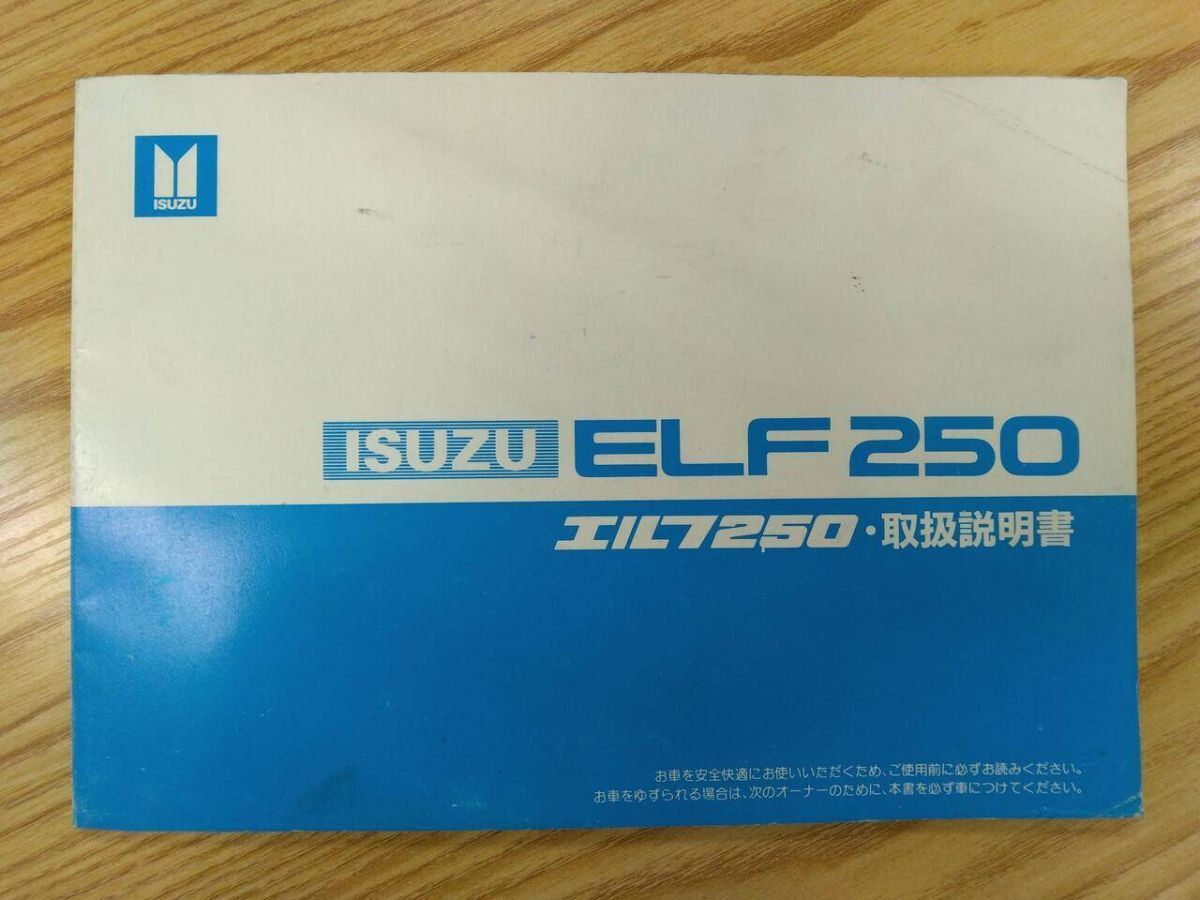 ISUZU
ISUZU ELF 250
エルフ250・取扱説明書
お車を安全快適にお使いいただくため、ご使用前に必ずお読みください。
お車をゆずられる場合は、次のオーナーのために、本書を必ず車につけてください。